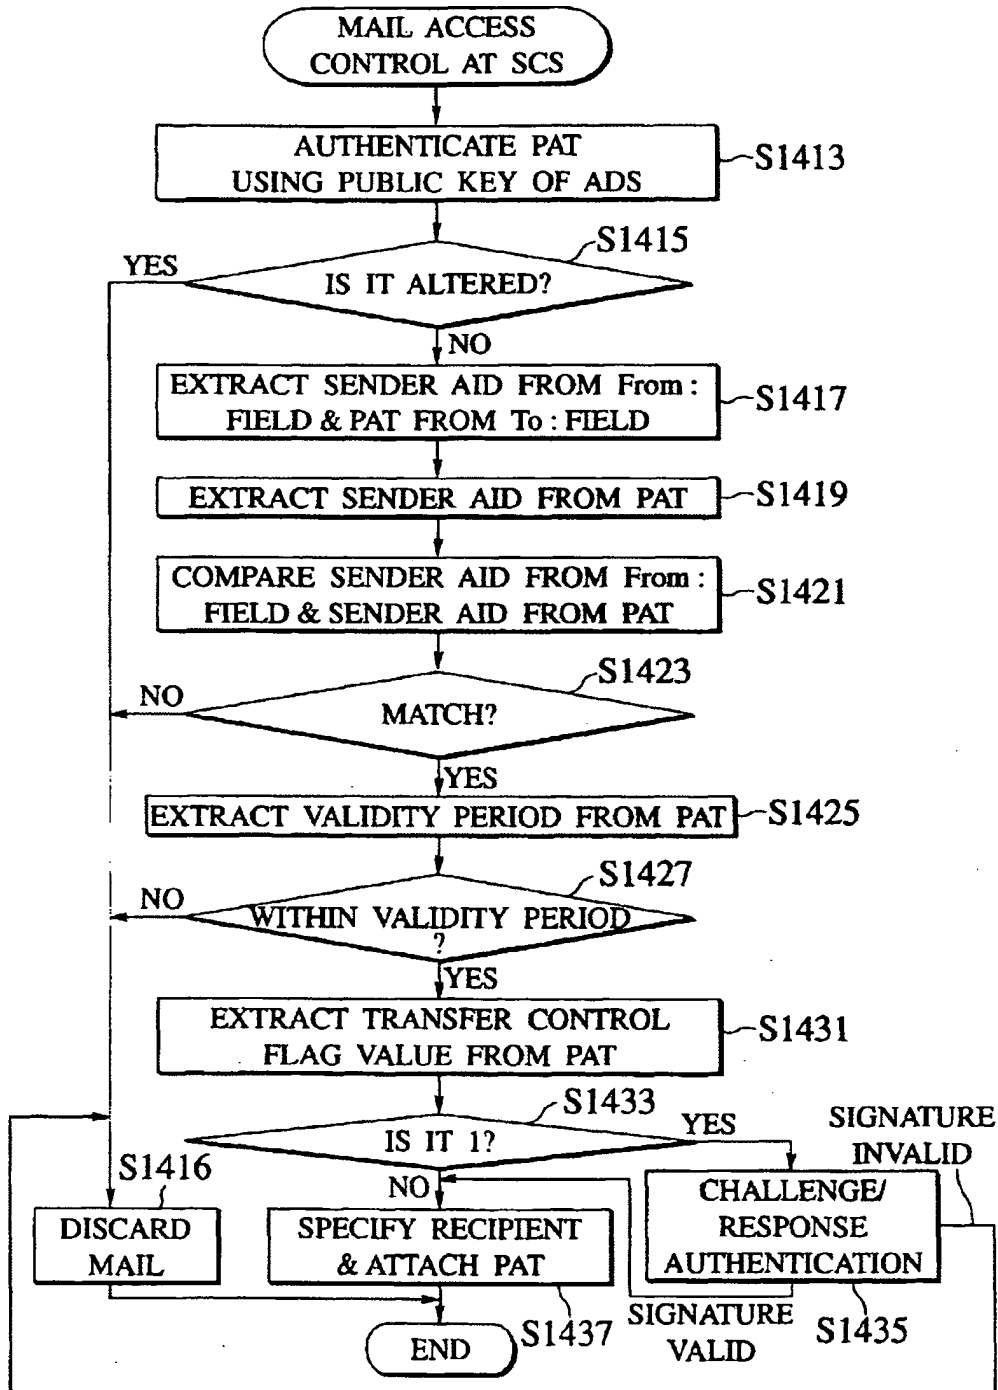 MAIL ACCESS
CONTROL AT SCS
AUTHENTICATE PAT
USING PUBLIC KEY OF ADS
S1413
S1415
YES
IS IT ALTERED?
NO
EXTRACT SENDER AID FROM From :
FIELD & PAT FROM To : FIELD
S1417
EXTRACT SENDER AID FROM PAT
S1419
COMPARE SENDER AID FROM From :
FIELD & SENDER AID FROM PAT
S1421
S1423
NO
MATCH?
YES
EXTRACT VALIDITY PERIOD FROM PAT
S1425
S1427
NO
WITHIN VALIDITY PERIOD
?
YES
EXTRACT TRANSFER CONTROL
FLAG VALUE FROM PAT
S1431
S1433
IS IT 1?
YES
SIGNATURE
INVALID
S1416
NO
DISCARD
MAIL
SPECIFY RECIPIENT
& ATTACH PAT
CHALLENGE/
RESPONSE
AUTHENTICATION
S1437
SIGNATURE
VALID
S1435
END